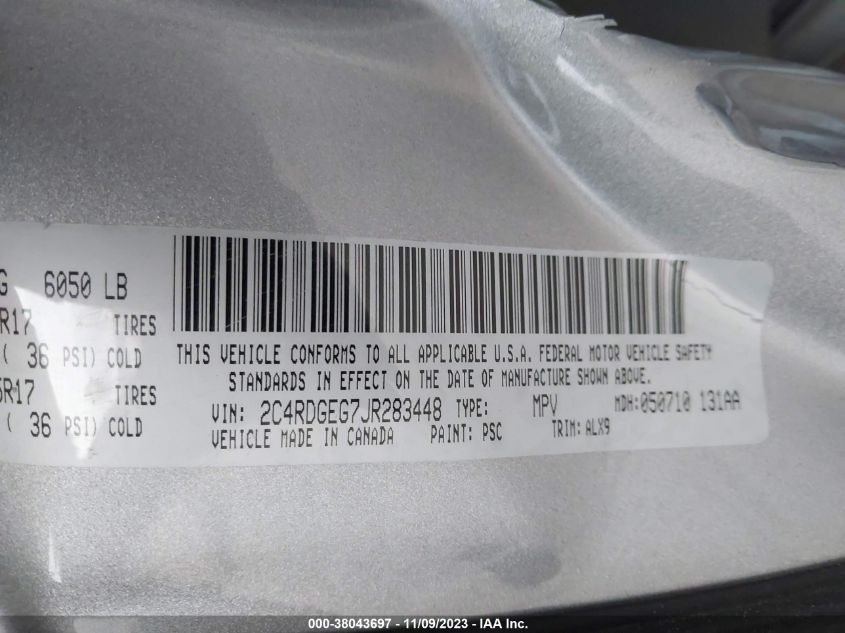 G 6050 LB
R17 TIRES
( 36 PSI) COLD
5R17 TIRES
( 36 PSI) COLD
THIS VEHICLE CONFORMS TO ALL APPLICABLE U.S.A. FEDERAL MOTOR VEHICLE SAFETY
STANDARDS IN EFFECT ON THE DATE OF MANUFACTURE SHOWN ABOVE.
VIN: 2C4RDGEG7JR283448 TYPE: MPV MDH: 050710 131AA
VEHICLE MADE IN CANADA PAINT: PSC TRIM: ALX9
000-38043697 - 11/09/2023 - IAA Inc.